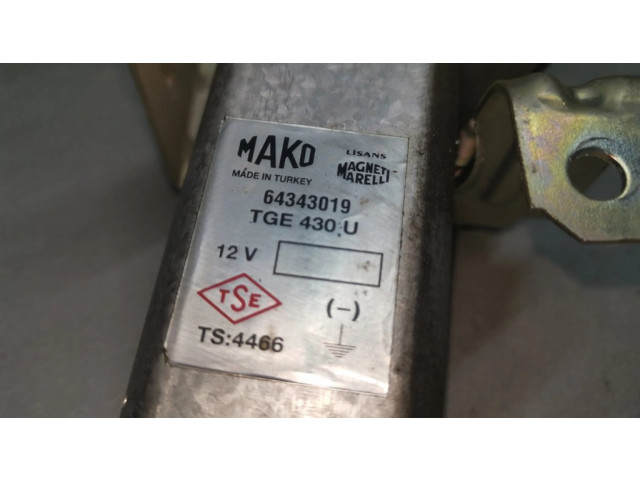 MAKO
MADE IN TURKEY
LISANS
MAGNETI
MARELLI
64343019
TGE 430.U
12 V
TSE
TS:4466
(-)